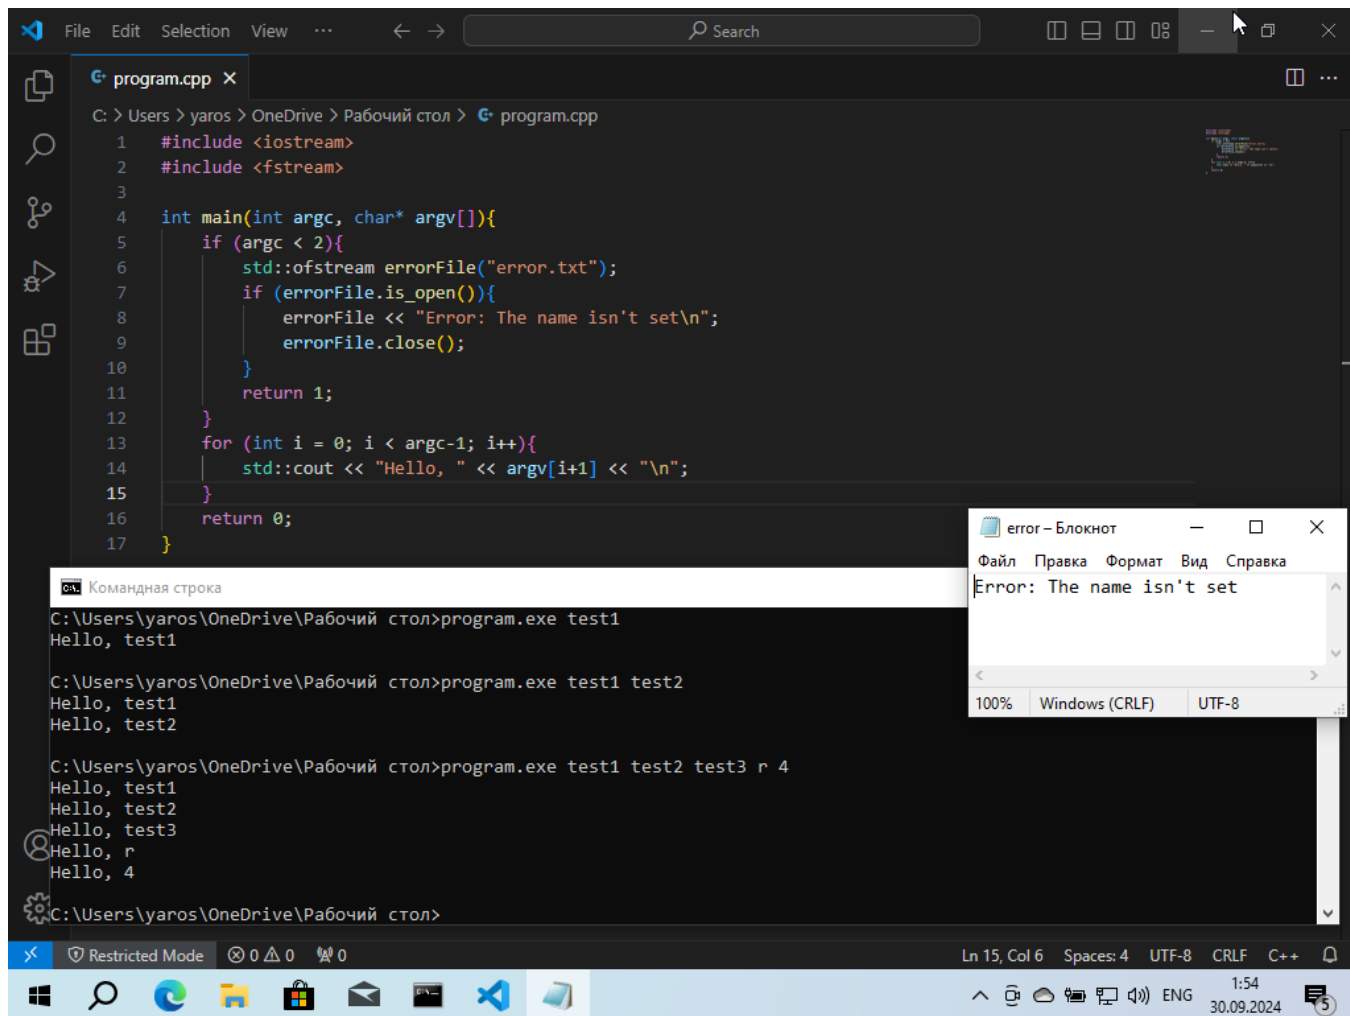 File Edit Selection View ··· Search
program.cpp
C: > Users > yaros > OneDrive > Рабочий стол > program.cpp
1 #include <iostream>
2 #include <fstream>
3
4 int main(int argc, char* argv[]){
5 if (argc < 2){
6 std::ofstream errorFile("error.txt");
7 if (errorFile.is_open()){
8 errorFile << "Error: The name isn't set\n";
9 errorFile.close();
10 }
11 return 1;
12 }
13 for (int i = 0; i < argc-1; i++){
14 std::cout << "Hello, " << argv[i+1] << "\n";
15 }
16 return 0;
17 }
error – Блокнот
Файл Правка Формат Вид Справка
Error: The name isn't set
100% Windows (CRLF) UTF-8
Командная строка
C:\Users\yaros\OneDrive\Рабочий стол>program.exe test1
Hello, test1
C:\Users\yaros\OneDrive\Рабочий стол>program.exe test1 test2
Hello, test1
Hello, test2
C:\Users\yaros\OneDrive\Рабочий стол>program.exe test1 test2 test3 r 4
Hello, test1
Hello, test2
Hello, test3
Hello, r
Hello, 4
C:\Users\yaros\OneDrive\Рабочий стол>
Restricted Mode 0 0 0 Ln 15, Col 6 Spaces: 4 UTF-8 CRLF C++
ENG 1:54
30.09.2024 5